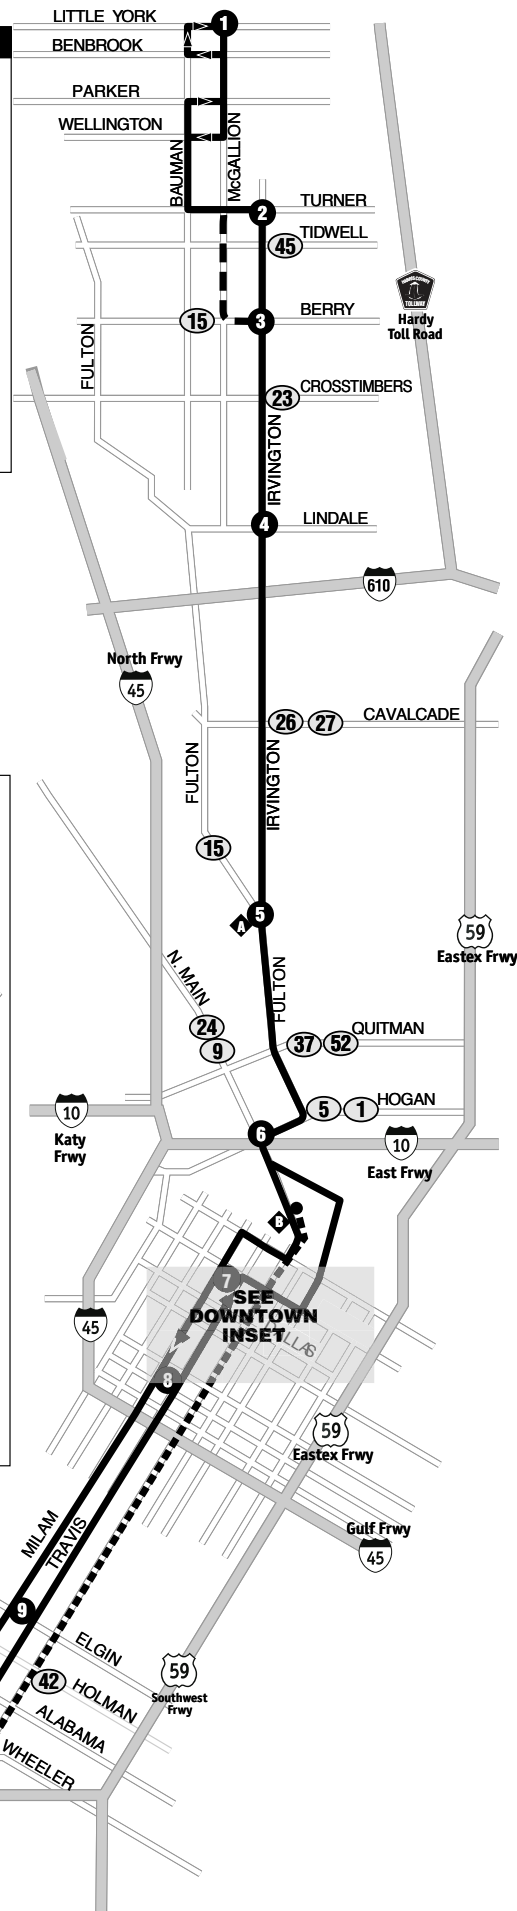 LITTLE YORK
1
BENBROOK
PARKER
WELLINGTON
BAUMAN
McGALLION
TURNER
2
TIDWELL
45
BERRY
15
3
TOLLWAY
Hardy
Toll Road
FULTON
CROSSTIMBERS
23
IRVINGTON
4
LINDALE
610
North Frwy
45
26
27
CAVALCADE
FULTON
IRVINGTON
15
5
A
59
Eastex Frwy
N. MAIN
FULTON
24
9
37
52
QUITMAN
5
1
HOGAN
10
Katy
Frwy
6
10
East Frwy
B
7
SEE
DOWNTOWN
INSET
45
8
59
Eastex Frwy
Gulf Frwy
45
MILAM
TRAVIS
9
ELGIN
59
Southwest
Frwy
42
HOLMAN
ALABAMA
WHEELER